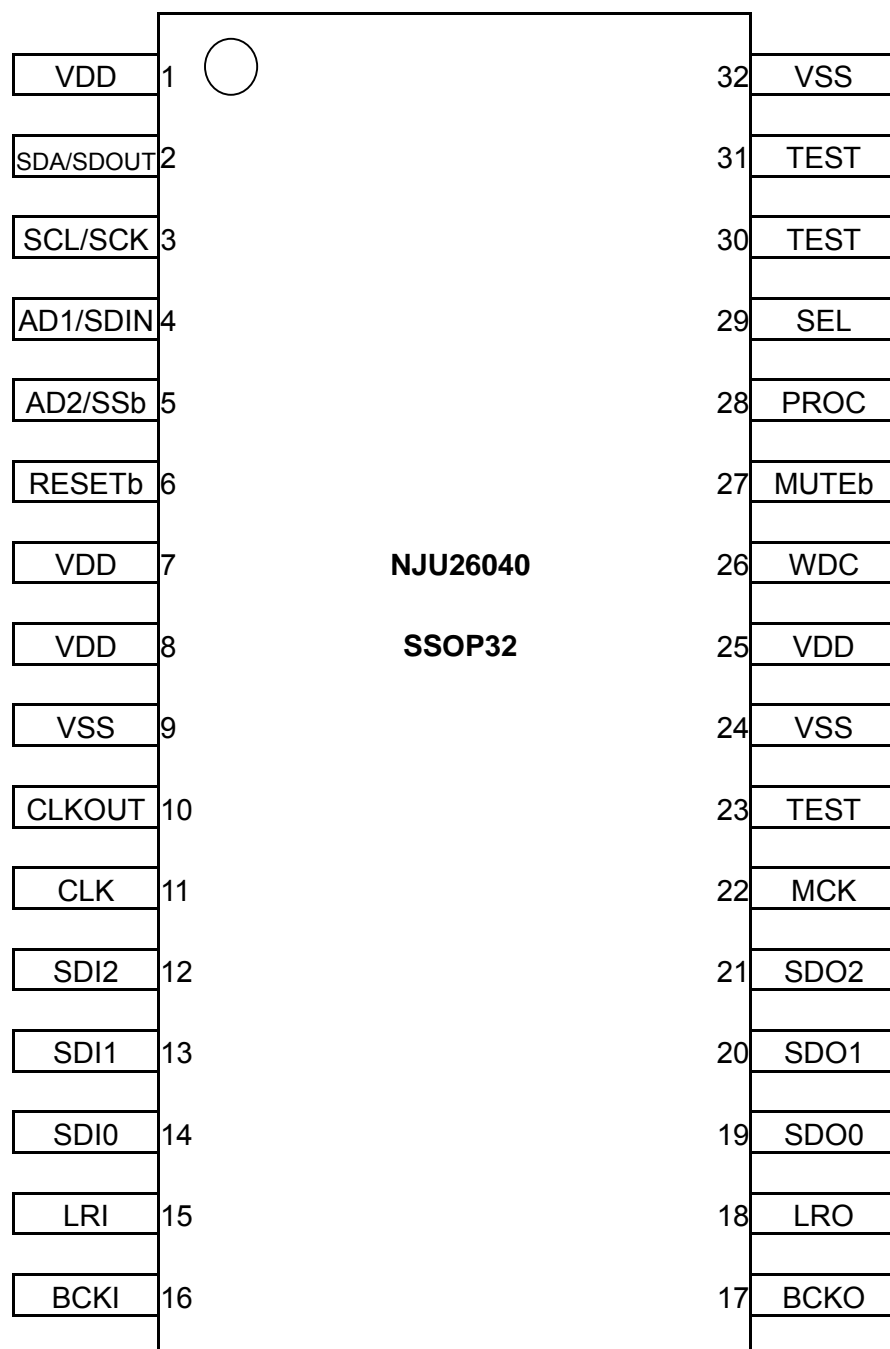 VDD 1 32 VSS
SDA/SDOUT 2 31 TEST
SCL/SCK 3 30 TEST
AD1/SDIN 4 29 SEL
AD2/SSb 5 28 PROC
RESETb 6 27 MUTEb
VDD 7 NJU26040 26 WDC
VDD 8 SSOP32 25 VDD
VSS 9 24 VSS
CLKOUT 10 23 TEST
CLK 11 22 MCK
SDI2 12 21 SDO2
SDI1 13 20 SDO1
SDI0 14 19 SDO0
LRI 15 18 LRO
BCKI 16 17 BCKO